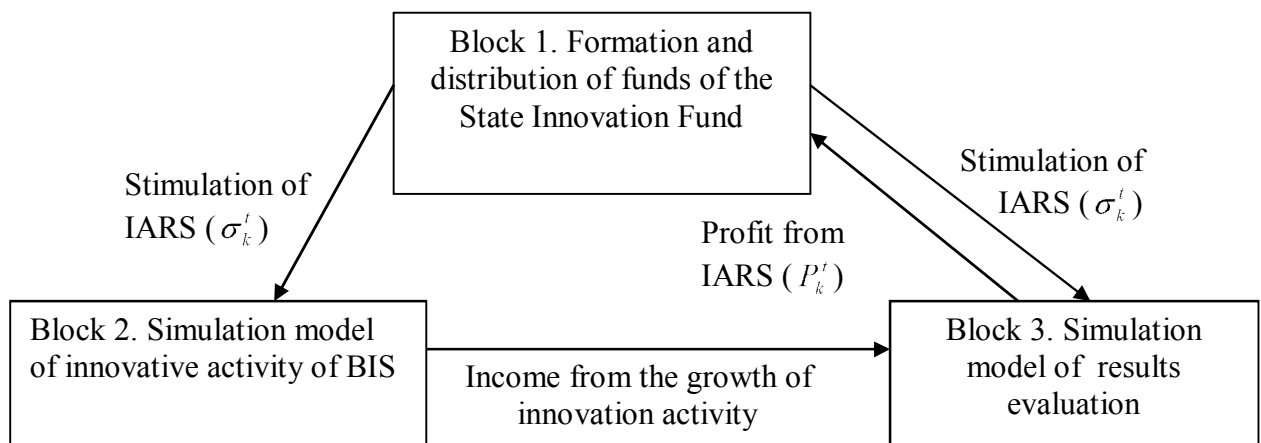 Block 1. Formation and
distribution of funds of the
State Innovation Fund
Stimulation of
IARS ( σ_k^t )
Profit from
IARS ( P_k^t )
Stimulation of
IARS ( σ_k^t )
Block 2. Simulation model
of innovative activity of BIS
Income from the growth of
innovation activity
Block 3. Simulation
model of results
evaluation